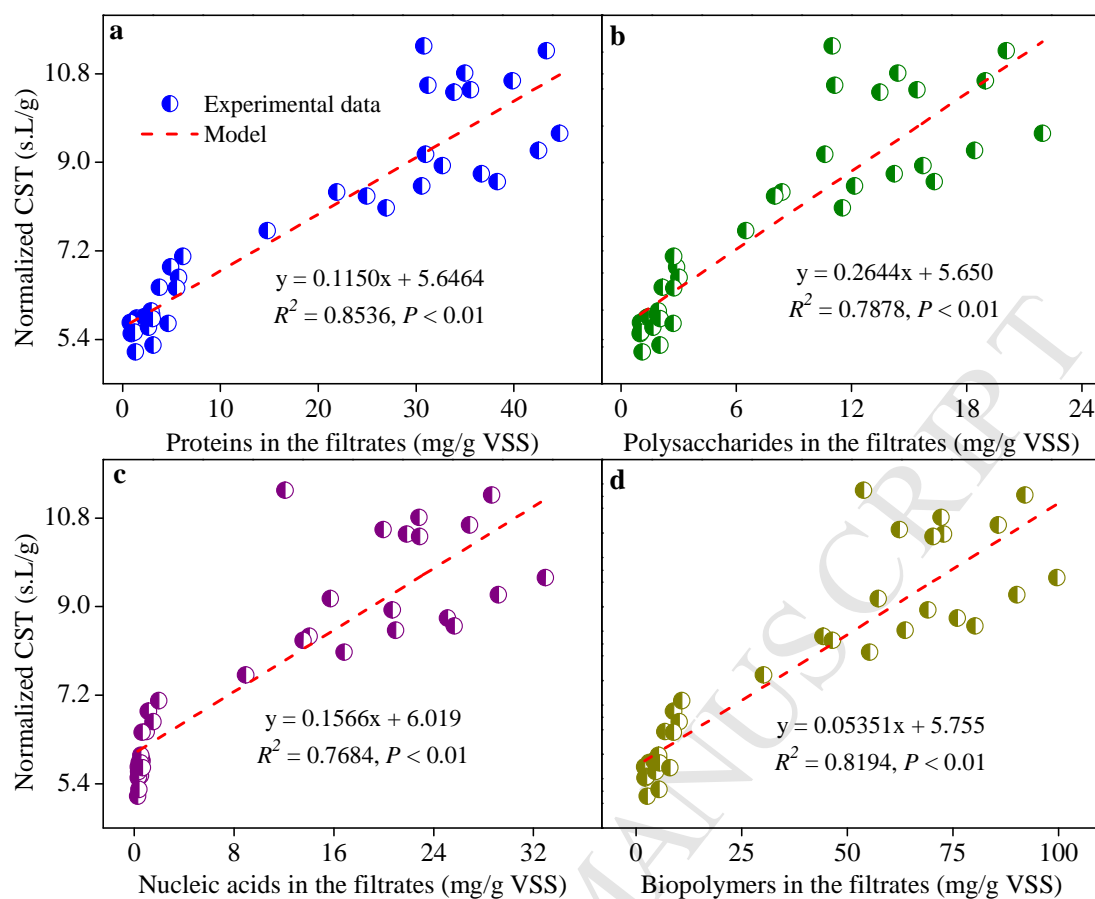 a
b
Normalized CST (s.L/g)
10.8
9.0
7.2
5.4
Experimental data
Model
y = 0.1150x + 5.6464
R² = 0.8536, P < 0.01
y = 0.2644x + 5.650
R² = 0.7878, P < 0.01
0 10 20 30 40
0 6 12 18 24
Proteins in the filtrates (mg/g VSS)
Polysaccharides in the filtrates (mg/g VSS)
c
d
Normalized CST (s.L/g)
10.8
9.0
7.2
5.4
y = 0.1566x + 6.019
R² = 0.7684, P < 0.01
y = 0.05351x + 5.755
R² = 0.8194, P < 0.01
0 8 16 24 32
0 25 50 75 100
Nucleic acids in the filtrates (mg/g VSS)
Biopolymers in the filtrates (mg/g VSS)
MANUSCRIPT